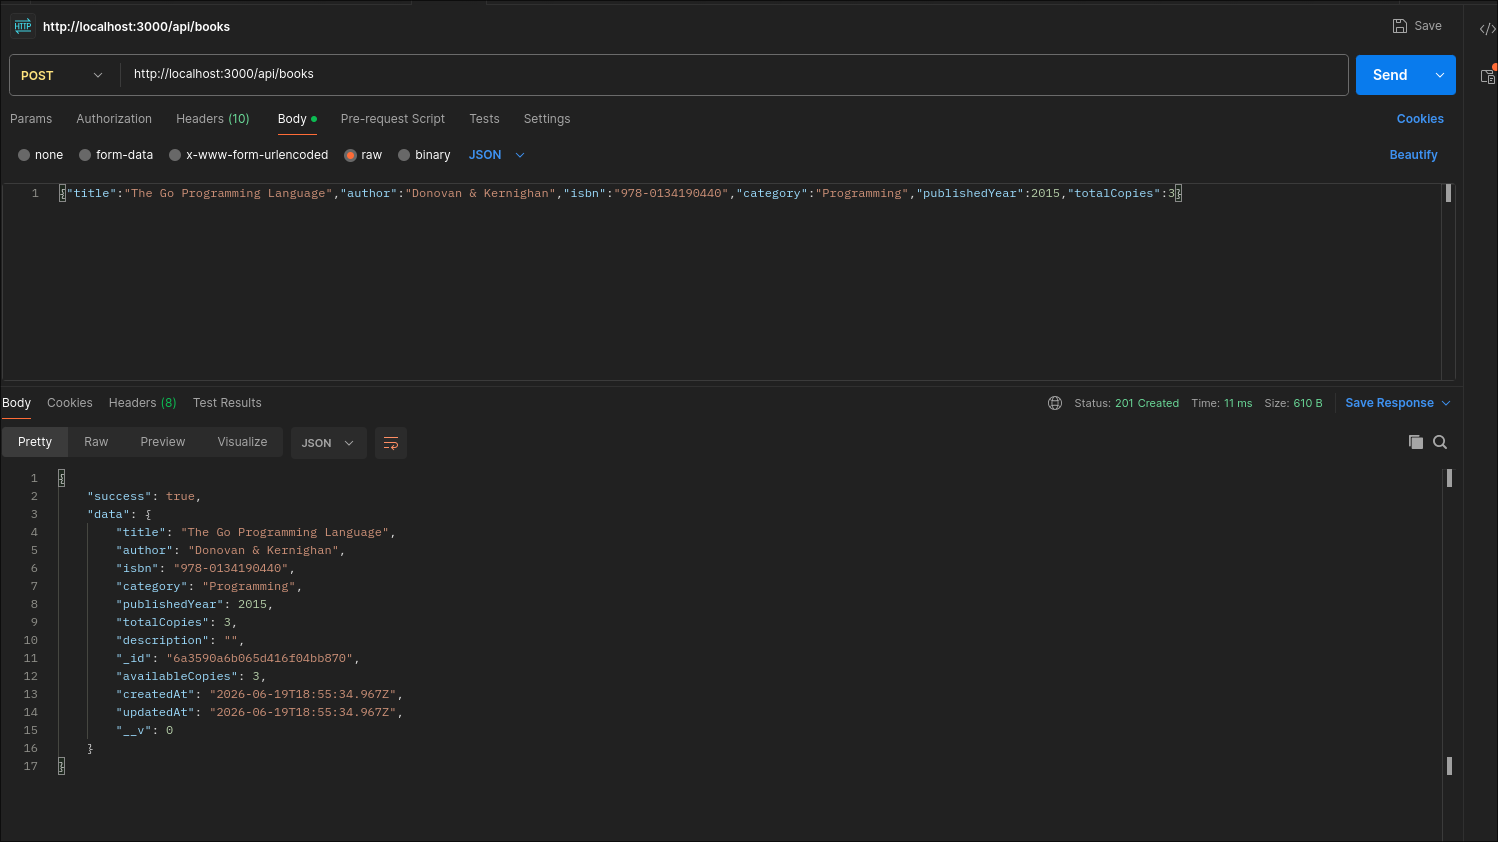 HTTP http://localhost:3000/api/books Save
POST http://localhost:3000/api/books Send
Params Authorization Headers (10) Body Pre-request Script Tests Settings Cookies
none form-data x-www-form-urlencoded raw binary JSON Beautify
1 {"title":"The Go Programming Language","author":"Donovan & Kernighan","isbn":"978-0134190440","category":"Programming","publishedYear":2015,"totalCopies":3}
Body Cookies Headers (8) Test Results Status: 201 Created Time: 11 ms Size: 610 B Save Response
Pretty Raw Preview Visualize JSON
1 {
2 "success": true,
3 "data": {
4 "title": "The Go Programming Language",
5 "author": "Donovan & Kernighan",
6 "isbn": "978-0134190440",
7 "category": "Programming",
8 "publishedYear": 2015,
9 "totalCopies": 3,
10 "description": "",
11 "_id": "6a3590a6b065d416f04bb870",
12 "availableCopies": 3,
13 "createdAt": "2026-06-19T18:55:34.967Z",
14 "updatedAt": "2026-06-19T18:55:34.967Z",
15 "__v": 0
16 }
17 }